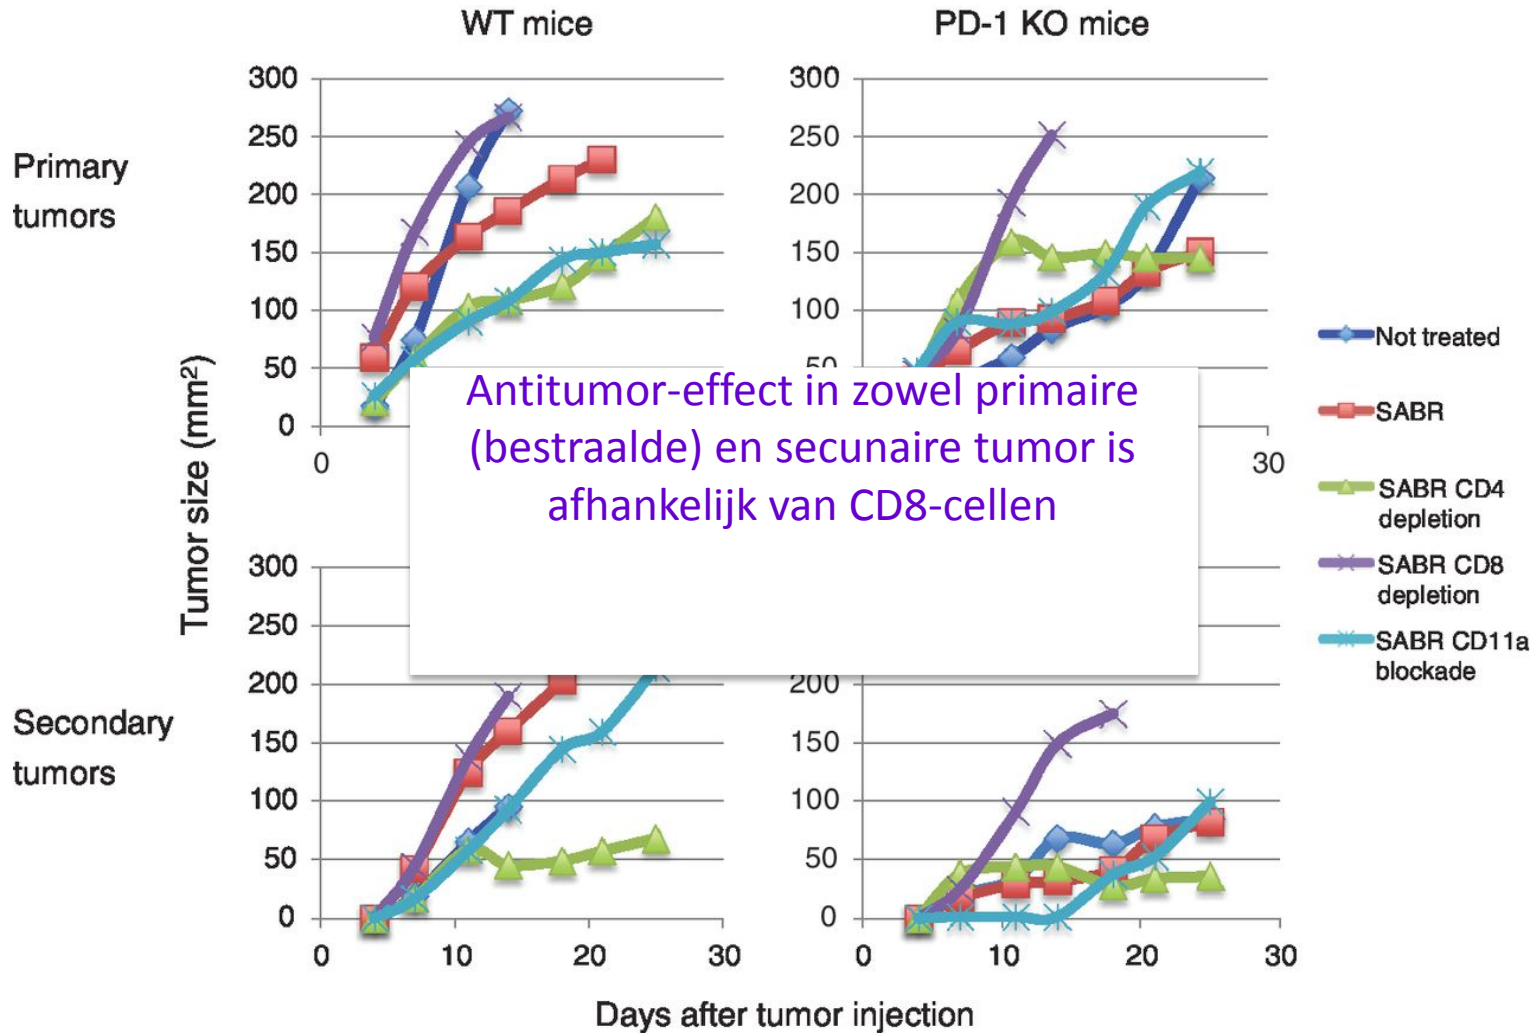 WT mice
PD-1 KO mice
Primary
tumors
Tumor size (mm²)
300
250
200
150
100
50
0
0
300
250
200
150
100
50
30
Antitumor-effect in zowel primaire
(bestraalde) en secunaire tumor is
afhankelijk van CD8-cellen
Not treated
SABR
SABR CD4
depletion
SABR CD8
depletion
SABR CD11a
blockade
Secondary
tumors
300
250
200
150
100
50
0
0
10
20
30
200
150
100
50
0
0
10
20
30
Days after tumor injection